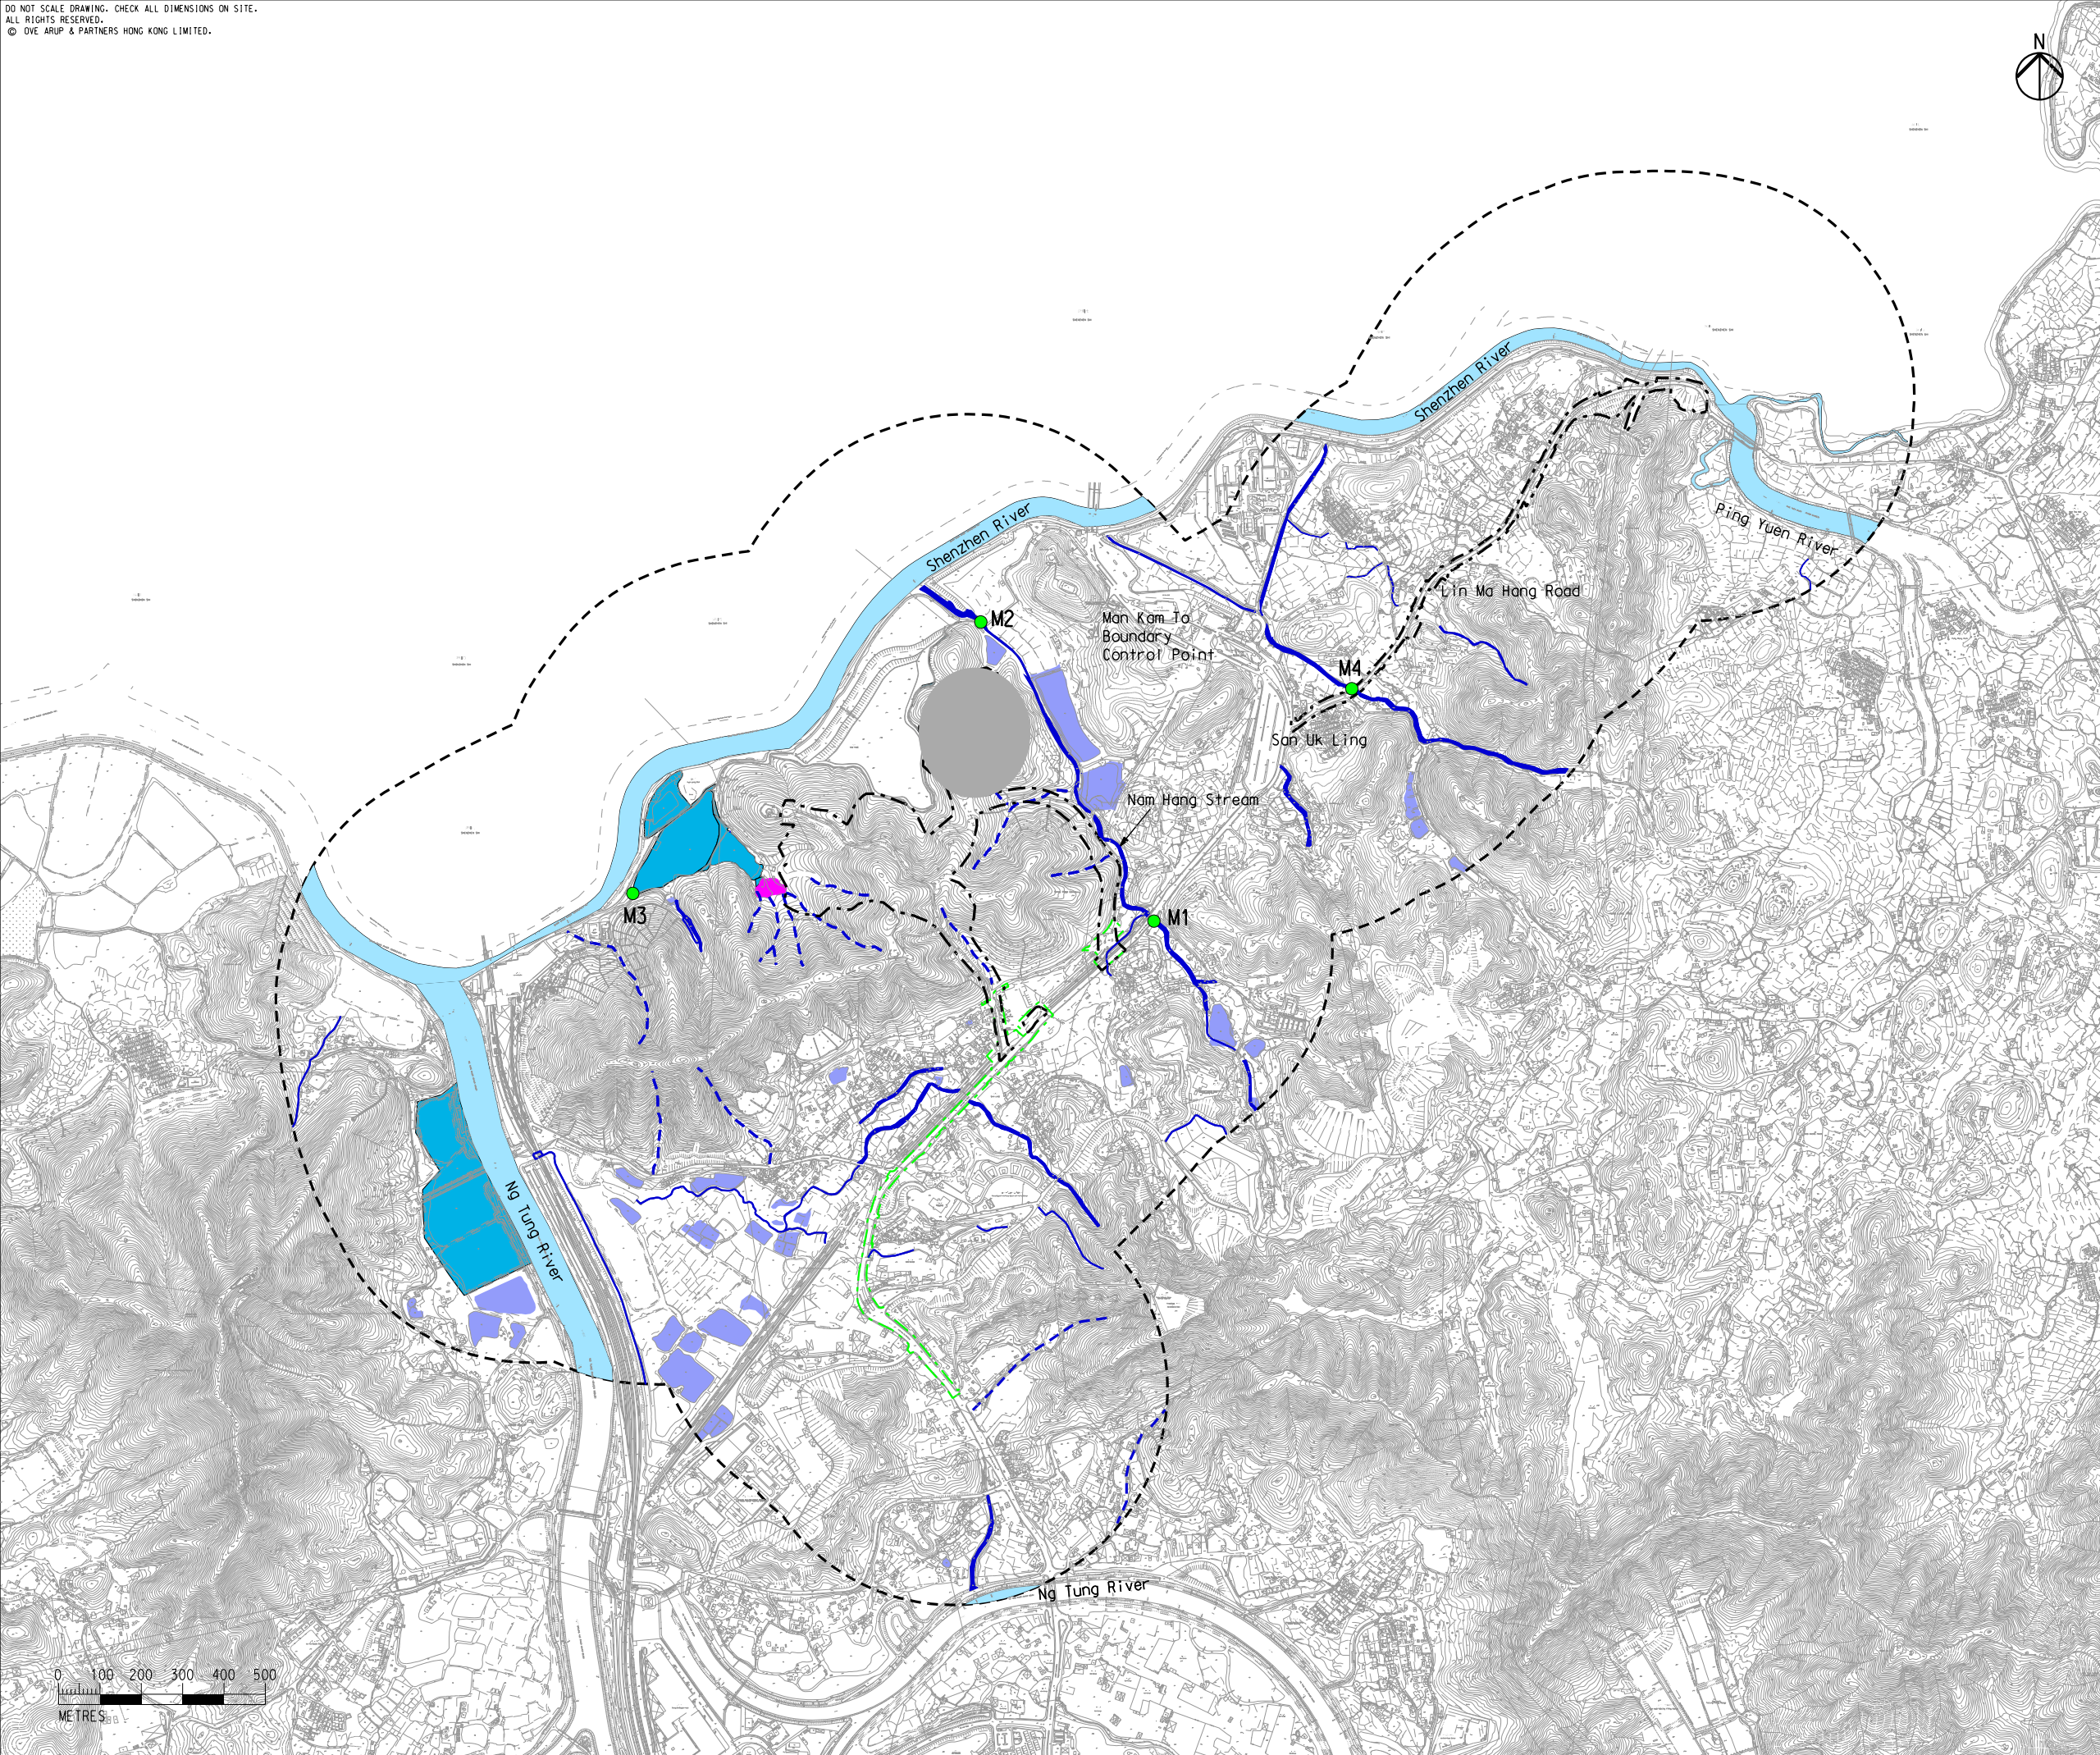 DO NOT SCALE DRAWING. CHECK ALL DIMENSIONS ON SITE.
ALL RIGHTS RESERVED.
© OVE ARUP & PARTNERS HONG KONG LIMITED.
N
Shenzhen River
Shenzhen River
Ping Yuen River
Lin Ma Hang Road
M2
Man Kam To
Boundary
Control Point
M4
San Uk Ling
Nam Hang Stream
M3
M1
Ng Tung River
Ng Tung River
0 100 200 300 400 500
METRES